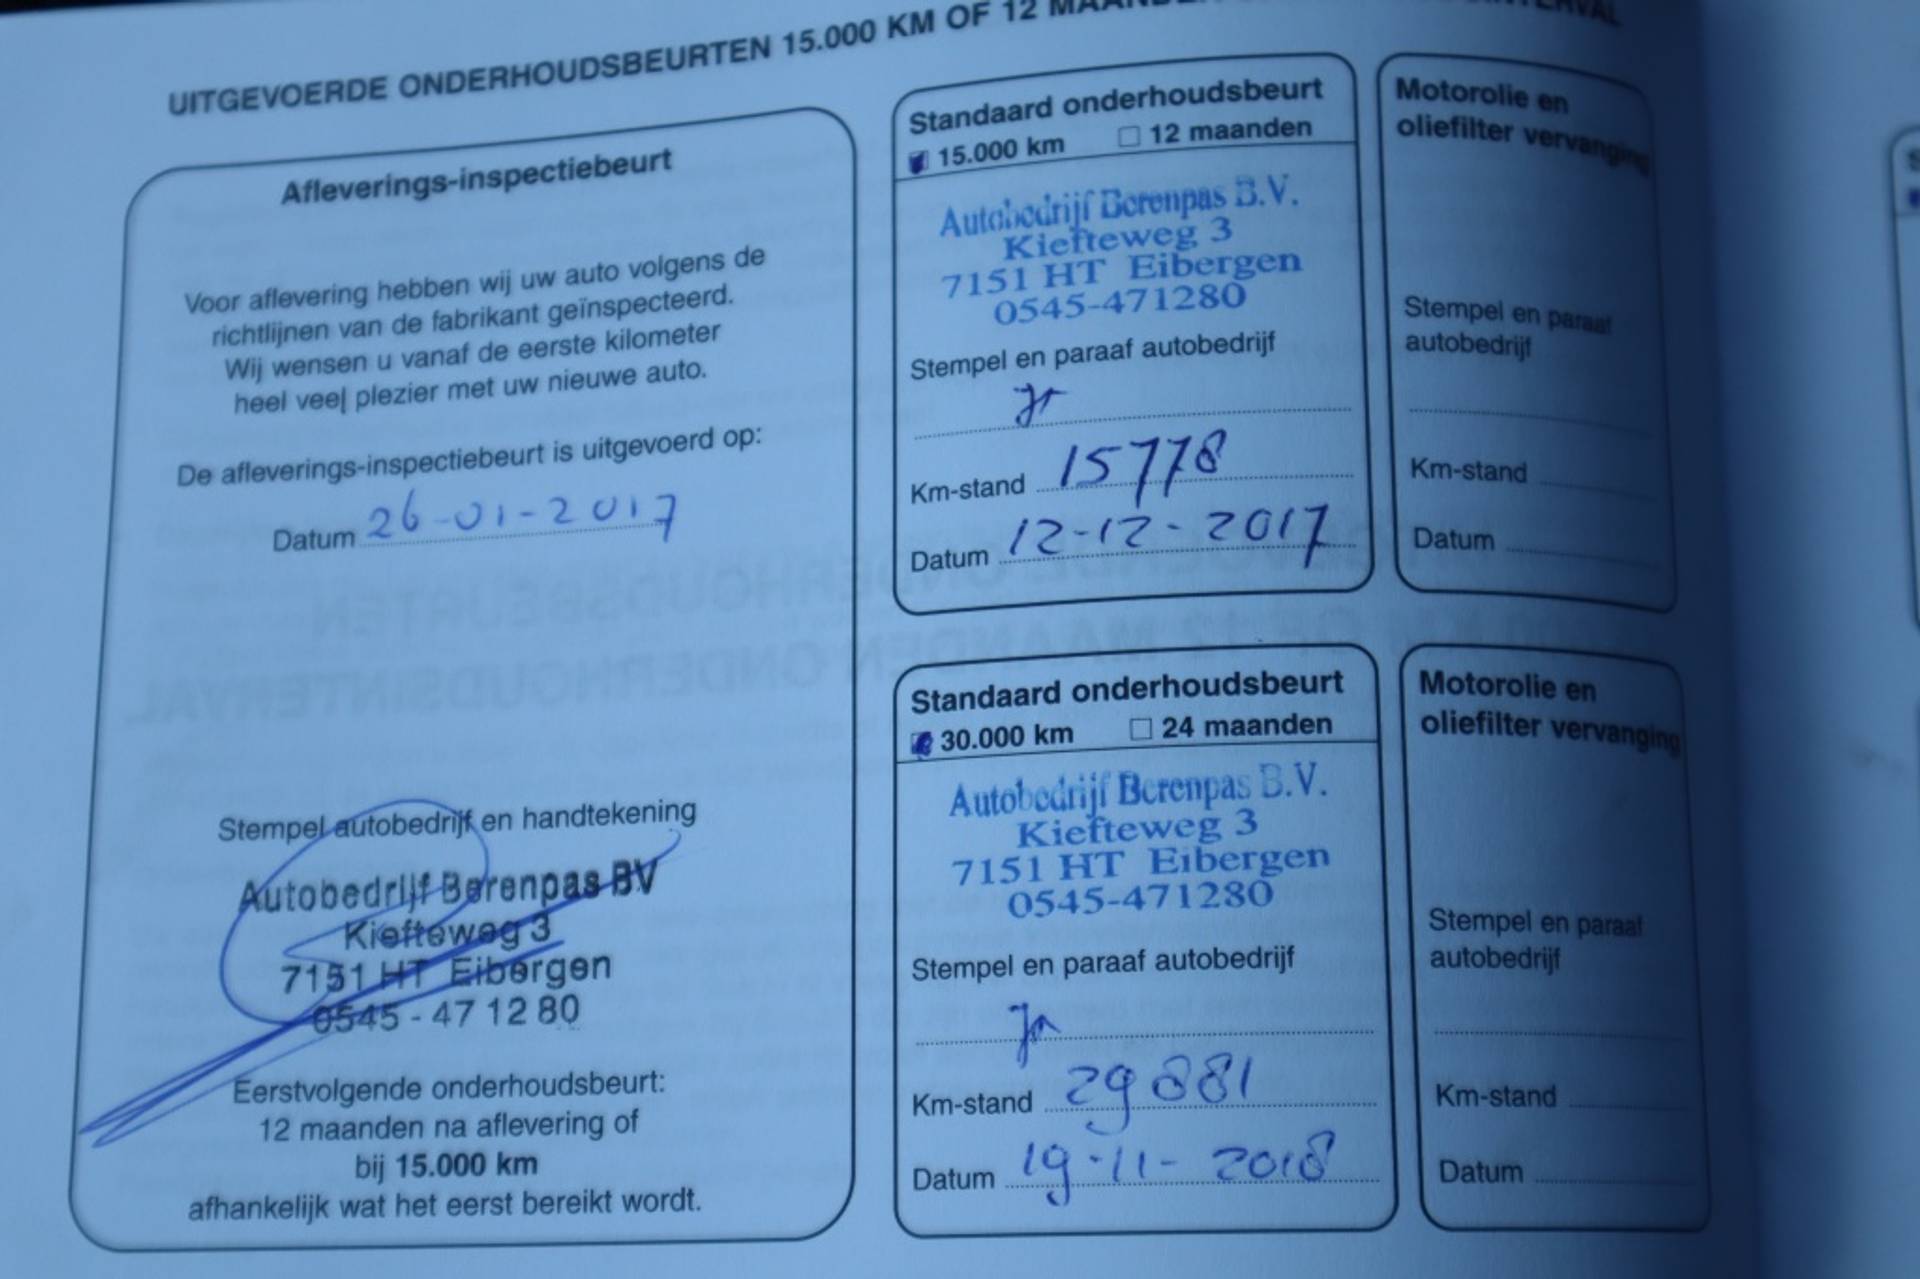 UITGEVOERDE ONDERHOUDSBEURTEN 15.000 KM OF 12
Afleverings-inspectiebeurt
Voor aflevering hebben wij uw auto volgens de
richtlijnen van de fabrikant geïnspecteerd.
Wij wensen u vanaf de eerste kilometer
heel veel plezier met uw nieuwe auto.
De afleverings-inspectiebeurt is uitgevoerd op:
Datum 26-01-2017
Stempel autobedrijf en handtekening
Autobedrijf Berenpas BV
Kiefteweg 3
7151 HT Eibergen
0545 - 47 12 80
Eerstvolgende onderhoudsbeurt:
12 maanden na aflevering of
bij 15.000 km
afhankelijk wat het eerst bereikt wordt.
Standaard onderhoudsbeurt
15.000 km 12 maanden
Autobedrijf Berenpas B.V.
Kiefteweg 3
7151 HT Eibergen
0545-471280
Stempel en paraaf autobedrijf
Km-stand 15778
Datum 12-12-2017
Motorolie en
oliefilter vervanging
Stempel en paraaf
autobedrijf
Km-stand
Datum
Standaard onderhoudsbeurt
30.000 km 24 maanden
Autobedrijf Berenpas B.V.
Kiefteweg 3
7151 HT Eibergen
0545-471280
Stempel en paraaf autobedrijf
Km-stand 29881
Datum 19-11-2018
Motorolie en
oliefilter vervanging
Stempel en paraaf
autobedrijf
Km-stand
Datum